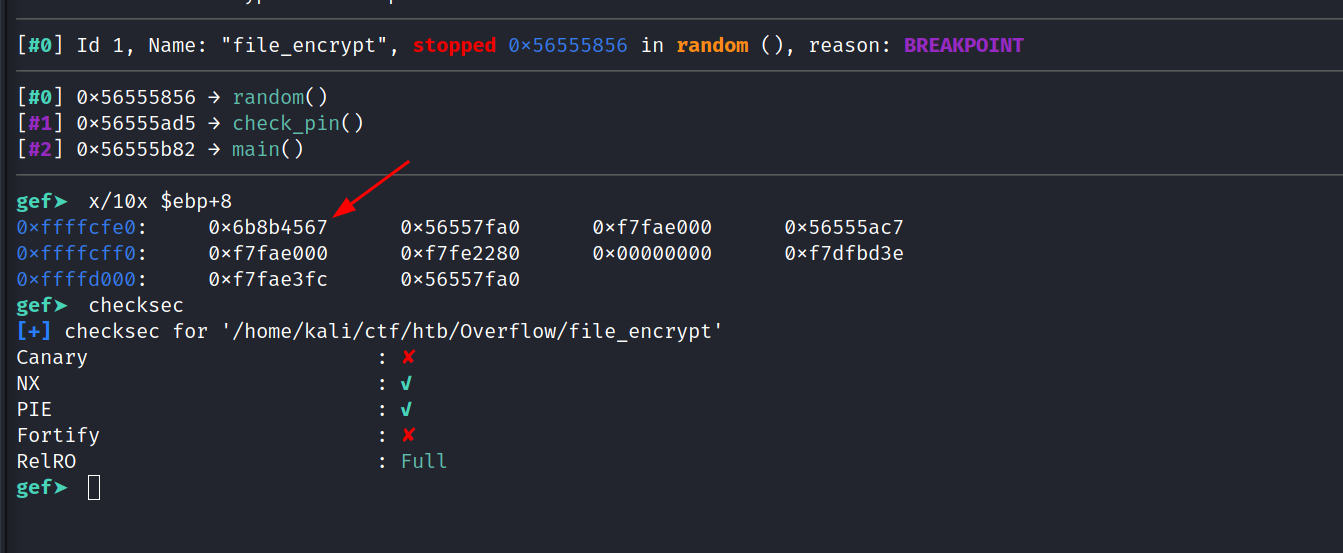 [#0] Id 1, Name: "file_encrypt", stopped 0×56555856 in random (), reason: BREAKPOINT
[#0] 0×56555856 → random()
[#1] 0×56555ad5 → check_pin()
[#2] 0×56555b82 → main()
gef➤ x/10x $ebp+8
0×ffffcfe0: 0×6b8b4567 0×56557fa0 0×f7fae000 0×56555ac7
0×ffffcff0: 0×f7fae000 0×f7fe2280 0×00000000 0×f7dfbd3e
0×ffffd000: 0×f7fae3fc 0×56557fa0
gef➤ checksec
[+] checksec for '/home/kali/ctf/htb/Overflow/file_encrypt'
Canary : ✘
NX : ✓
PIE : ✓
Fortify : ✘
RelRO : Full
gef➤